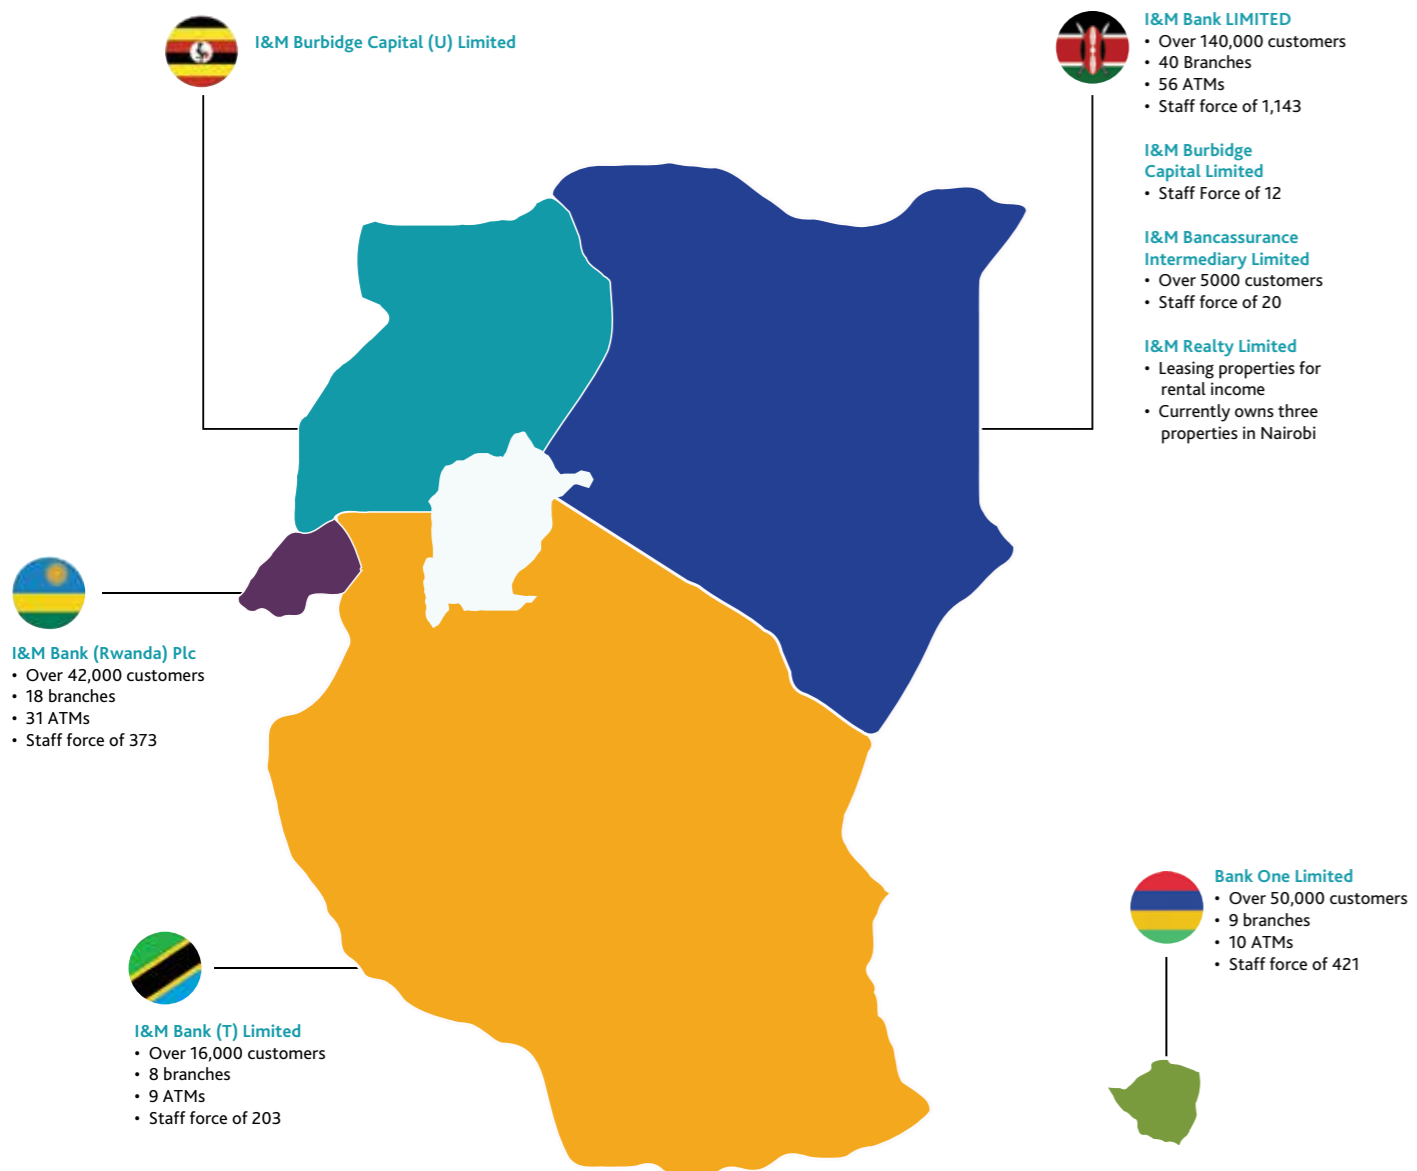 I&M Burbidge Capital (U) Limited
I&M Bank LIMITED
• Over 140,000 customers
• 40 Branches
• 56 ATMs
• Staff force of 1,143
I&M Burbidge
Capital Limited
• Staff Force of 12
I&M Bancassurance
Intermediary Limited
• Over 5000 customers
• Staff force of 20
I&M Realty Limited
• Leasing properties for
rental income
• Currently owns three
properties in Nairobi
I&M Bank (Rwanda) Plc
• Over 42,000 customers
• 18 branches
• 31 ATMs
• Staff force of 373
I&M Bank (T) Limited
• Over 16,000 customers
• 8 branches
• 9 ATMs
• Staff force of 203
Bank One Limited
• Over 50,000 customers
• 9 branches
• 10 ATMs
• Staff force of 421